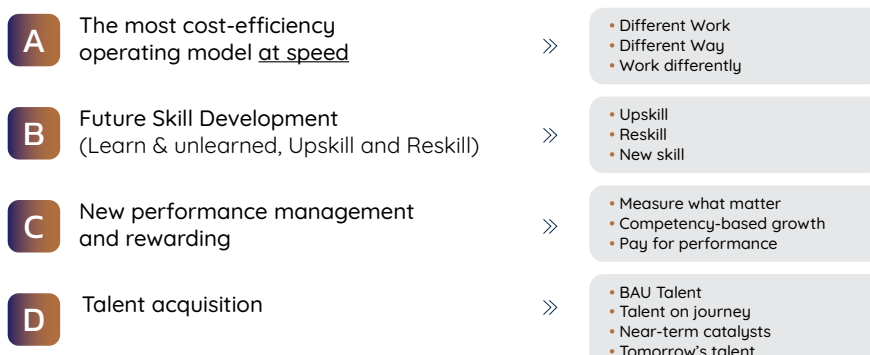 A
The most cost-efficiency
operating model at speed
»
• Different Work
• Different Way
• Work differently
B
Future Skill Development
(Learn & unlearned, Upskill and Reskill)
»
• Upskill
• Reskill
• New skill
C
New performance management
and rewarding
»
• Measure what matter
• Competency-based growth
• Pay for performance
D
Talent acquisition
»
• BAU Talent
• Talent on journey
• Near-term catalysts
• Tomorrow's talent